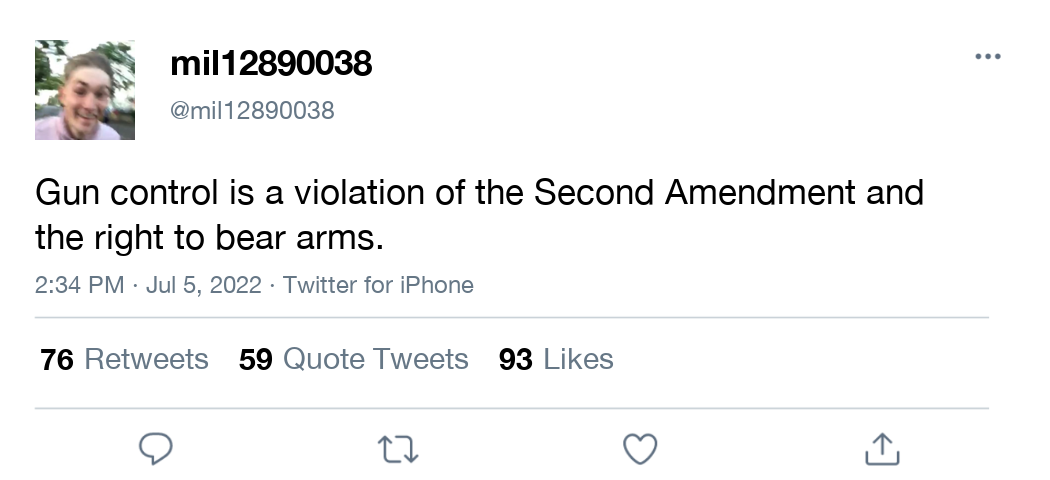 mil12890038
@mil12890038
Gun control is a violation of the Second Amendment and
the right to bear arms.
2:34 PM · Jul 5, 2022 · Twitter for iPhone
76 Retweets 59 Quote Tweets 93 Likes